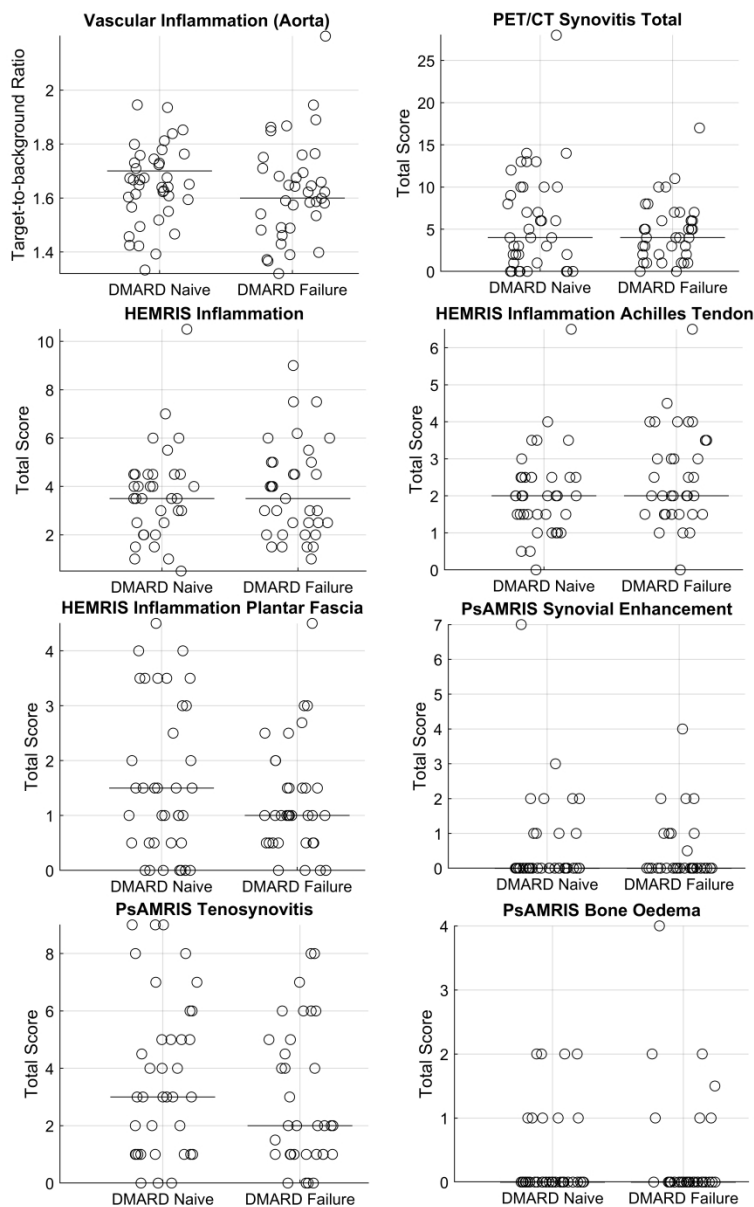 Vascular Inflammation (Aorta)
Target-to-background Ratio
2
1.8
1.6
1.4
DMARD Naive DMARD Failure
PET/CT Synovitis Total
Total Score
25
20
15
10
5
0
DMARD Naive DMARD Failure
HEMRIS Inflammation
Total Score
10
8
6
4
2
DMARD Naive DMARD Failure
HEMRIS Inflammation Achilles Tendon
Total Score
6
5
4
3
2
1
0
DMARD Naive DMARD Failure
HEMRIS Inflammation Plantar Fascia
Total Score
4
3
2
1
0
DMARD Naive DMARD Failure
PsAMRIS Synovial Enhancement
Total Score
7
6
5
4
3
2
1
0
DMARD Naive DMARD Failure
PsAMRIS Tenosynovitis
Total Score
8
6
4
2
0
DMARD Naive DMARD Failure
PsAMRIS Bone Oedema
Total Score
4
3
2
1
0
DMARD Naive DMARD Failure